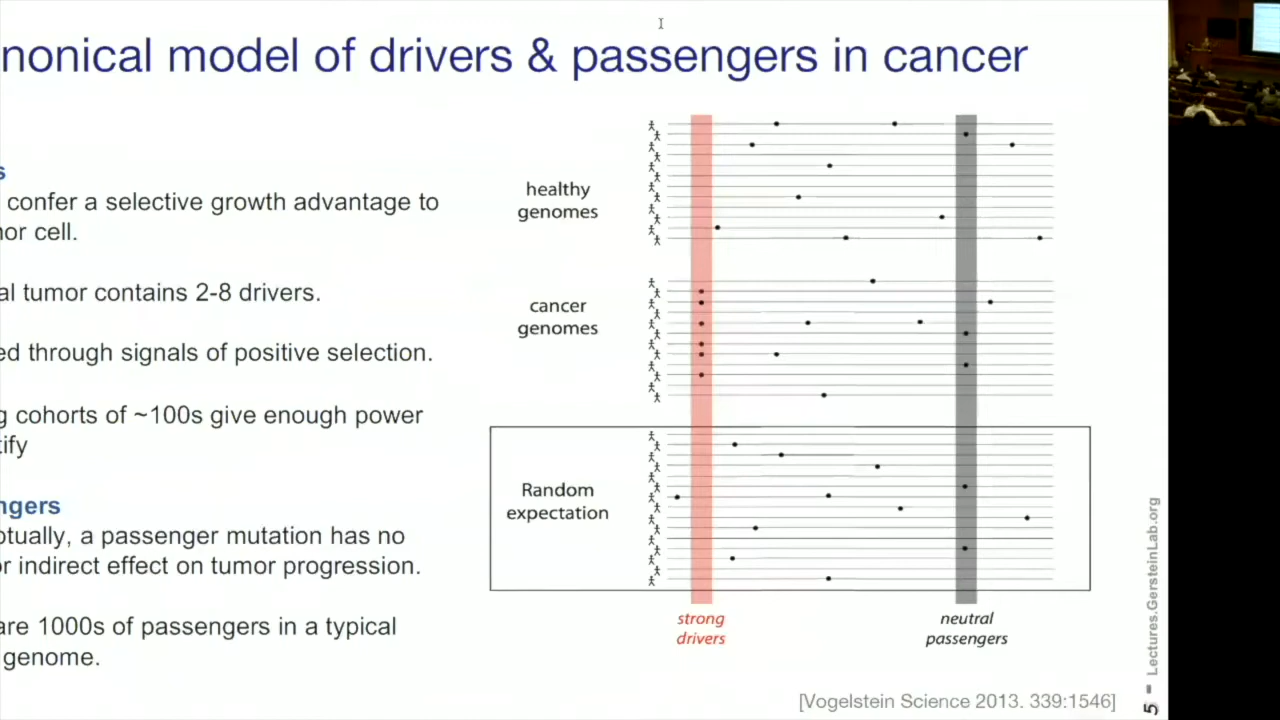 nonical model of drivers & passengers in cancer
s
confer a selective growth advantage to
nor cell.
al tumor contains 2-8 drivers.
ed through signals of positive selection.
g cohorts of ~100s give enough power
tify
ngers
otually, a passenger mutation has no
or indirect effect on tumor progression.
are 1000s of passengers in a typical
genome.
healthy
genomes
cancer
genomes
Random
expectation
strong
drivers
neutral
passengers
[Vogelstein Science 2013. 339:1546]
5 - Lectures.GersteinLab.org